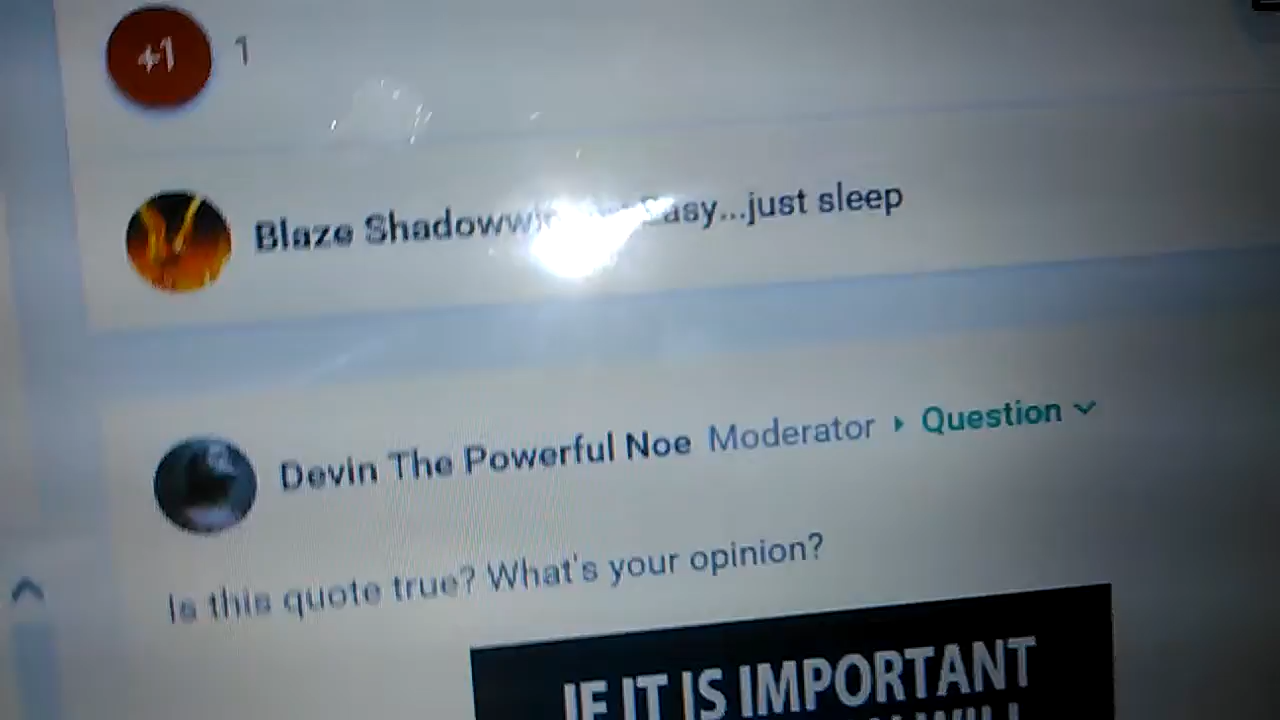 +1 1
Blaze asy...just sleep
Devin The Powerful Noe Moderator Question
Is this quote true? What's your opinion?
IF IT IS IMPORTANT
WILL